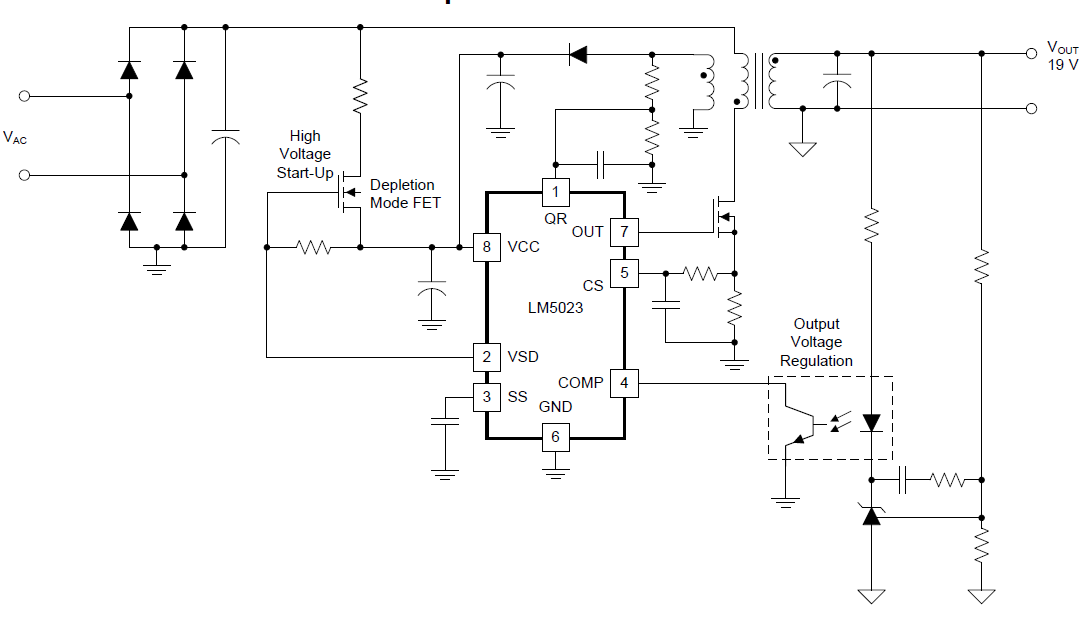 VOUT
19 V
VAC
High
Voltage
Start-Up
Depletion
Mode FET
1
QR
OUT
7
8
VCC
5
CS
LM5023
Output
Voltage
Regulation
2
VSD
COMP
4
3
SS
GND
6